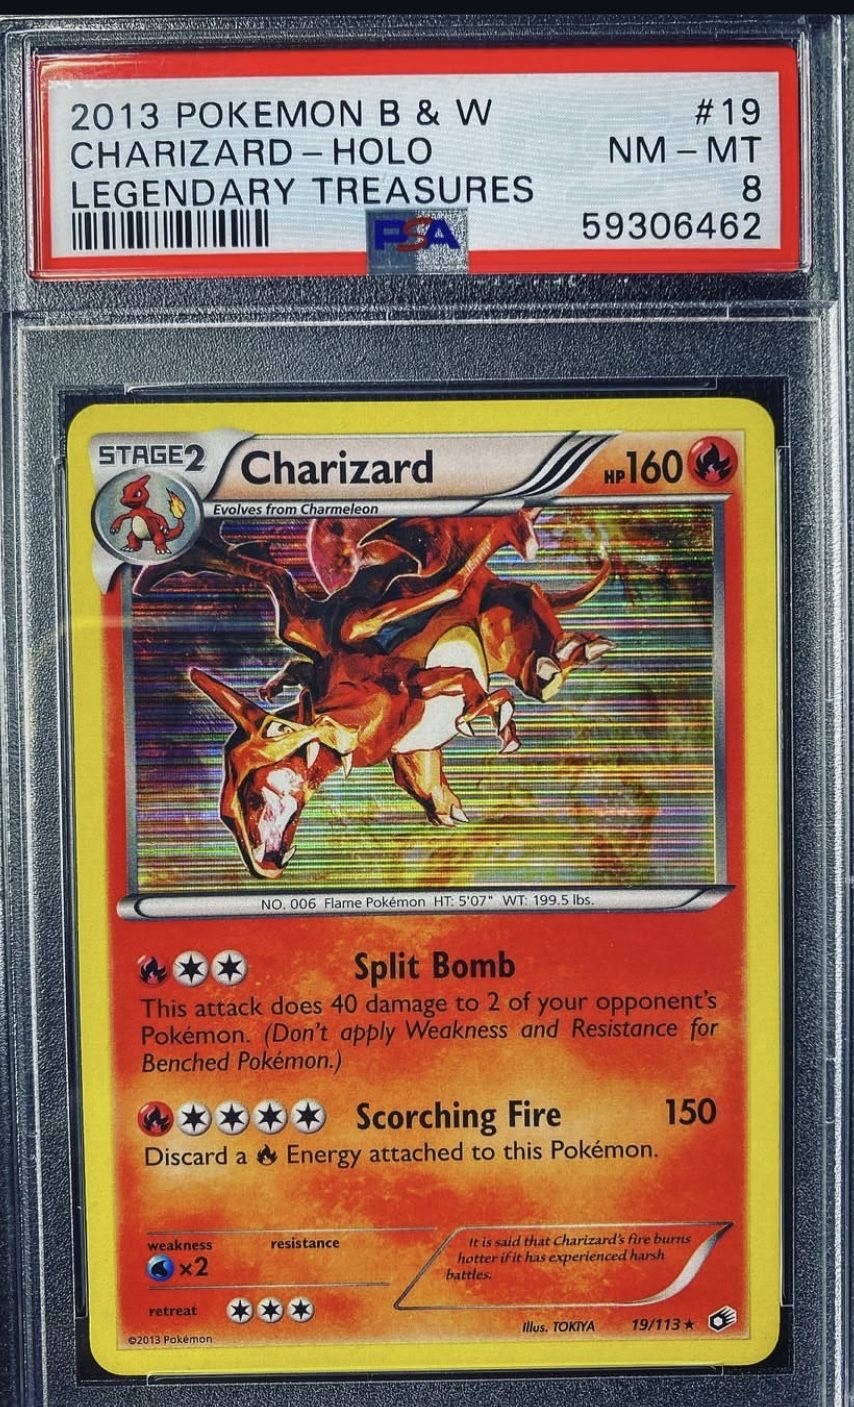 2013 POKEMON B & W #19
CHARIZARD – HOLO NM – MT
LEGENDARY TREASURES 8
PSA 59306462
STAGE2 Charizard HP160
Evolves from Charmeleon
NO. 006 Flame Pokémon HT: 5'07" WT: 199.5 lbs.
Split Bomb
This attack does 40 damage to 2 of your opponent's
Pokémon. (Don't apply Weakness and Resistance for
Benched Pokémon.)
Scorching Fire 150
Discard a Energy attached to this Pokémon.
weakness resistance
×2
It is said that Charizard's fire burns
hotter if it has experienced harsh
battles.
retreat
Illus. TOKIYA 19/113 ★
©2013 Pokémon